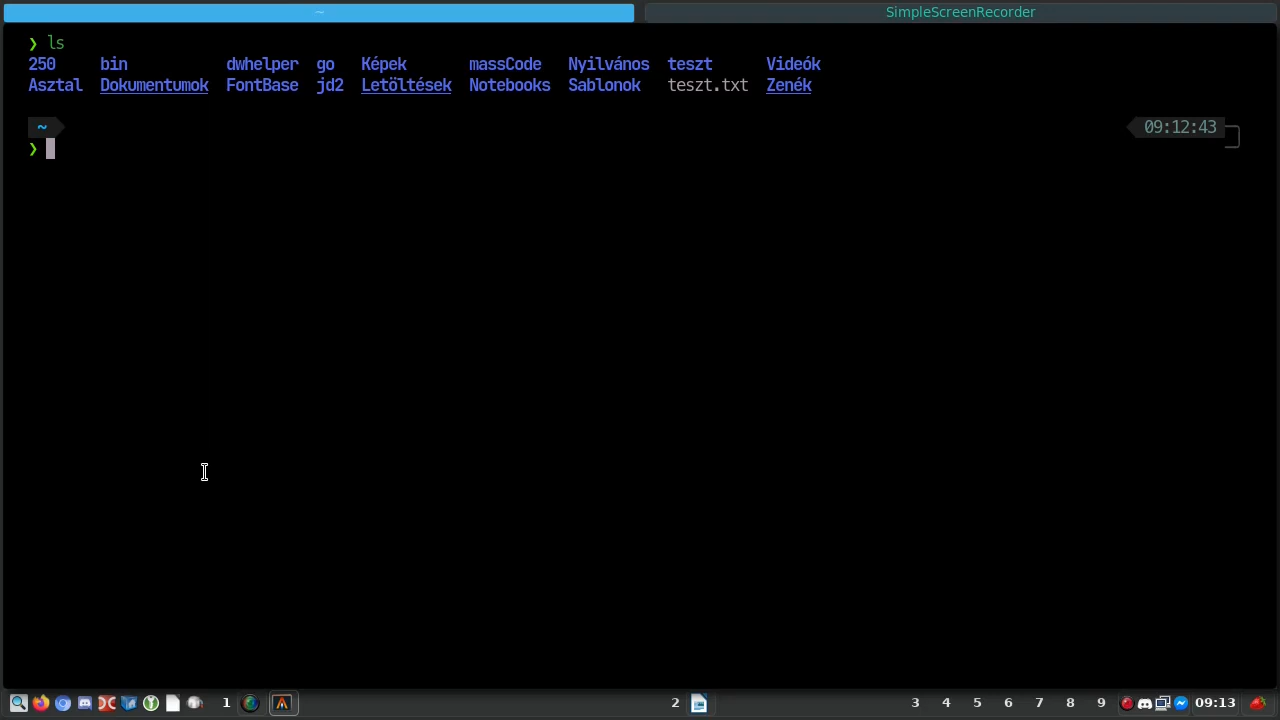 ~ SimpleScreenRecorder
❯ ls
250 bin dwhelper go Képek massCode Nyilvános teszt Videók
Asztal Dokumentumok FontBase jd2 Letöltések Notebooks Sablonok teszt.txt Zenék
~ 09:12:43
❯
1 2 3 4 5 6 7 8 9 09:13